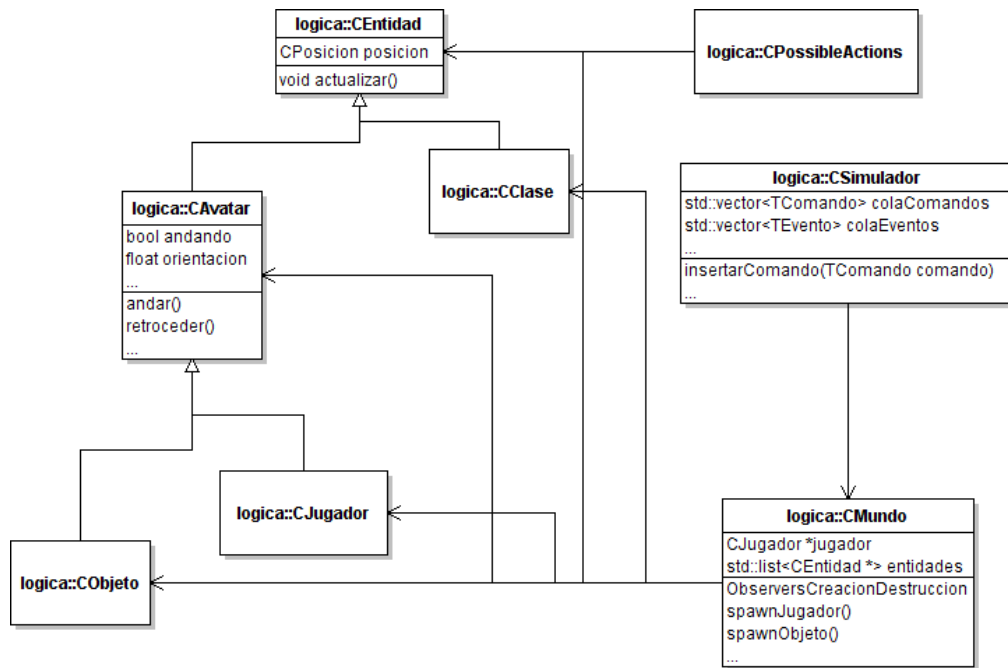 logica::CEntidad
CPosicion posicion
void actualizar()
logica::CPossibleActions
logica::CClase
logica::CSimulador
std::vector<TComando> colaComandos
std::vector<TEvento> colaEventos
...
insertarComando(TComando comando)
...
logica::CAvatar
bool andando
float orientacion
...
andar()
retroceder()
...
logica::CJugador
logica::CObjeto
logica::CMundo
CJugador *jugador
std::list<CEntidad *> entidades
ObserversCreacionDestruccion
spawnJugador()
spawnObjeto()
...